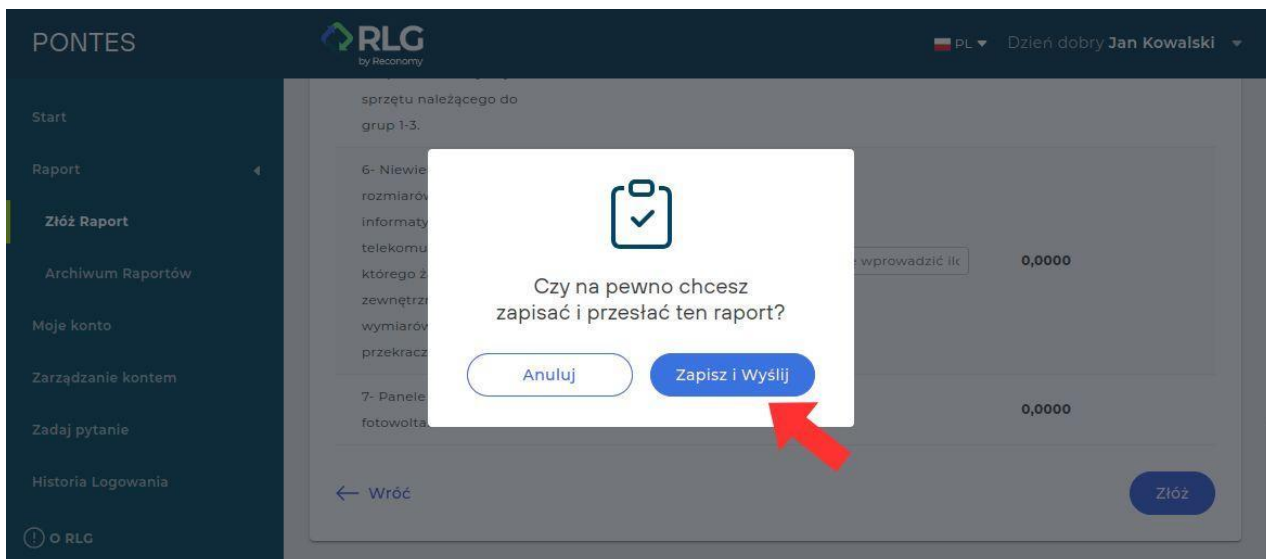 PONTES
RLG
by Reconomy
PL
Dzień dobry Jan Kowalski
Start
Raport
Złóż Raport
Archiwum Raportów
Moje konto
Zarządzanie kontem
Zadaj pytanie
Historia Logowania
O RLG
sprzętu należącego do
grup 1-3.
6- Niewie
rozmiarów
informaty
telekomu
którego ż
zewnętrzn
wymiarów
przekracz
wprowadzić ilc
0,0000
7- Panele
fotowolta
0,0000
Czy na pewno chcesz
zapisać i przesłać ten raport?
Anuluj
Zapisz i Wyślij
Wróć
Złóż